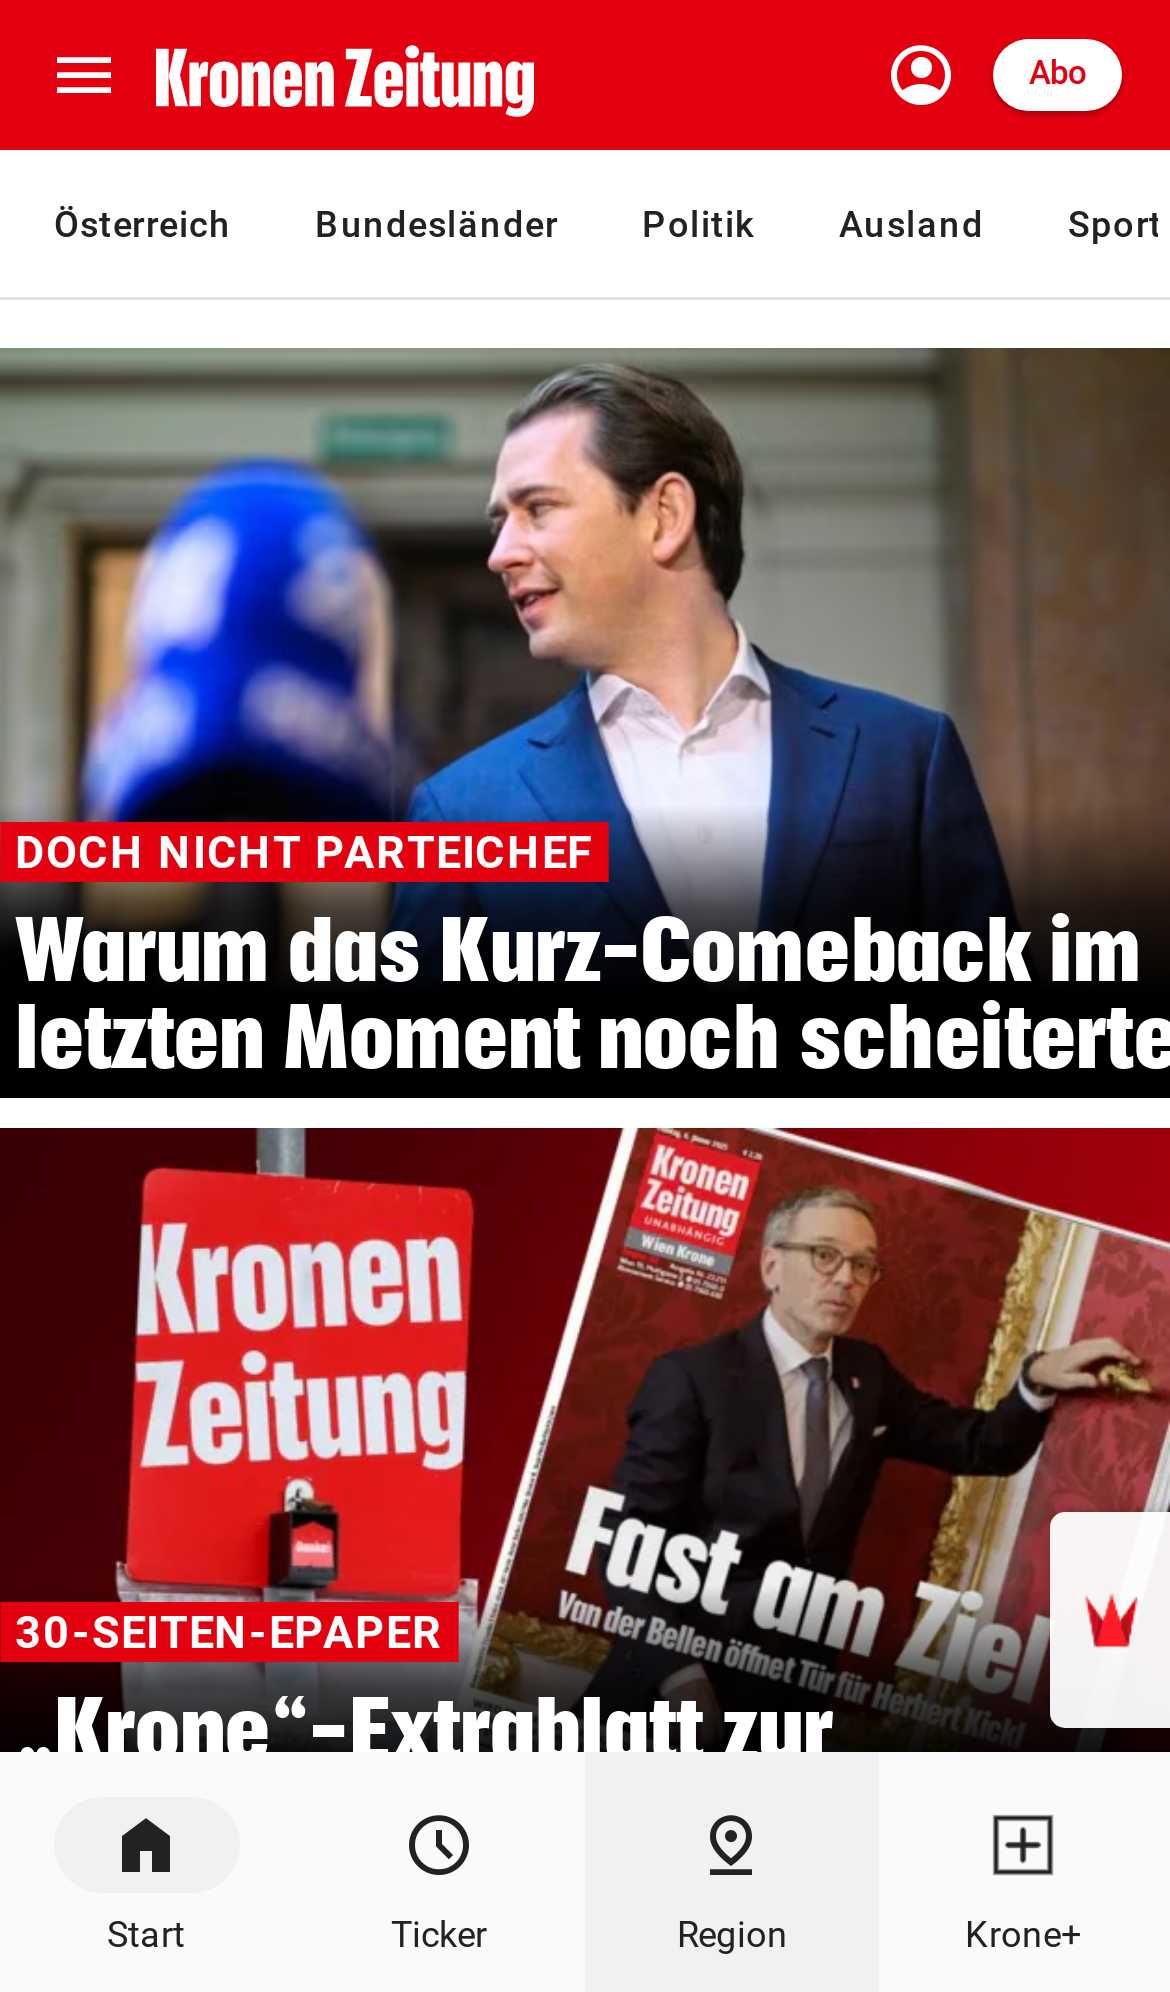 Kronen Zeitung
Abo
Österreich Bundesländer Politik Ausland Sport
DOCH NICHT PARTEICHEF
Warum das Kurz-Comeback im
letzten Moment noch scheiterte
Kronen
Zeitung
UNABHÄNGIG
Wien Krone
Kronen
Zeitung
Danke!
Fast am Ziel
Van der Bellen öffnet Tür für Herbert Kickl
30-SEITEN-EPAPER
„Krone“-Extrablatt zur
Start Ticker Region Krone+